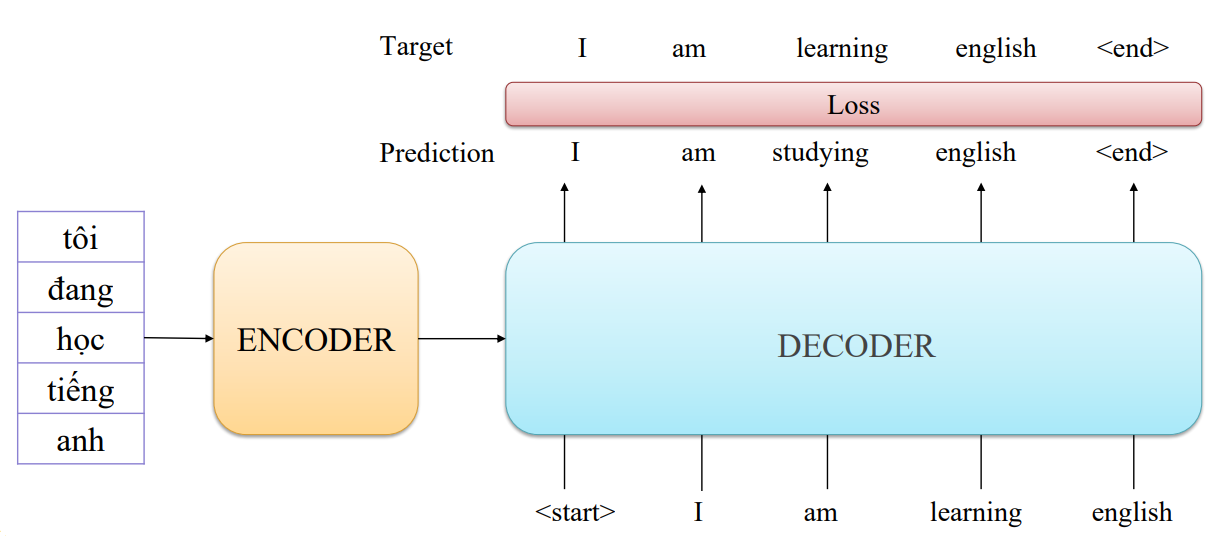 Target I am learning english <end>
Loss
Prediction I am studying english <end>
tôi
đang
học
tiếng
anh
ENCODER
DECODER
<start> I am learning english